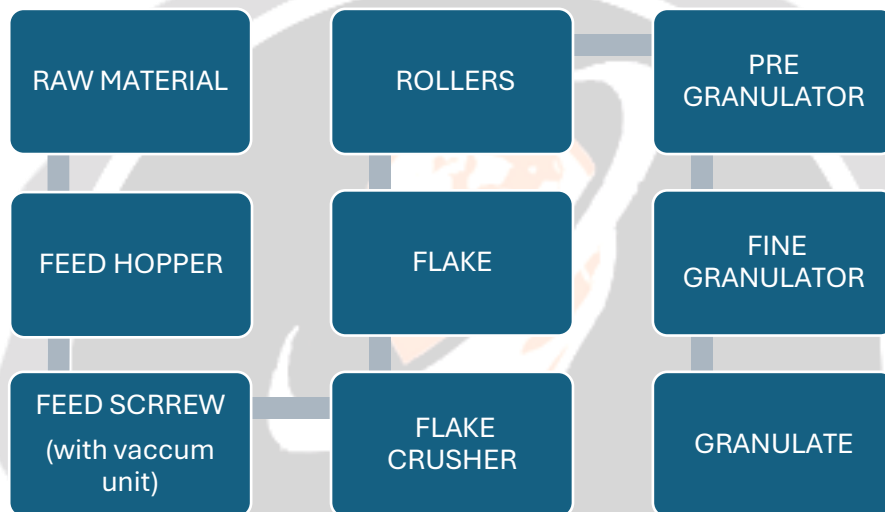 RAW MATERIAL
FEED HOPPER
FEED SCRREW
(with vaccum
unit)
FLAKE
CRUSHER
FLAKE
ROLLERS
PRE
GRANULATOR
FINE
GRANULATOR
GRANULATE